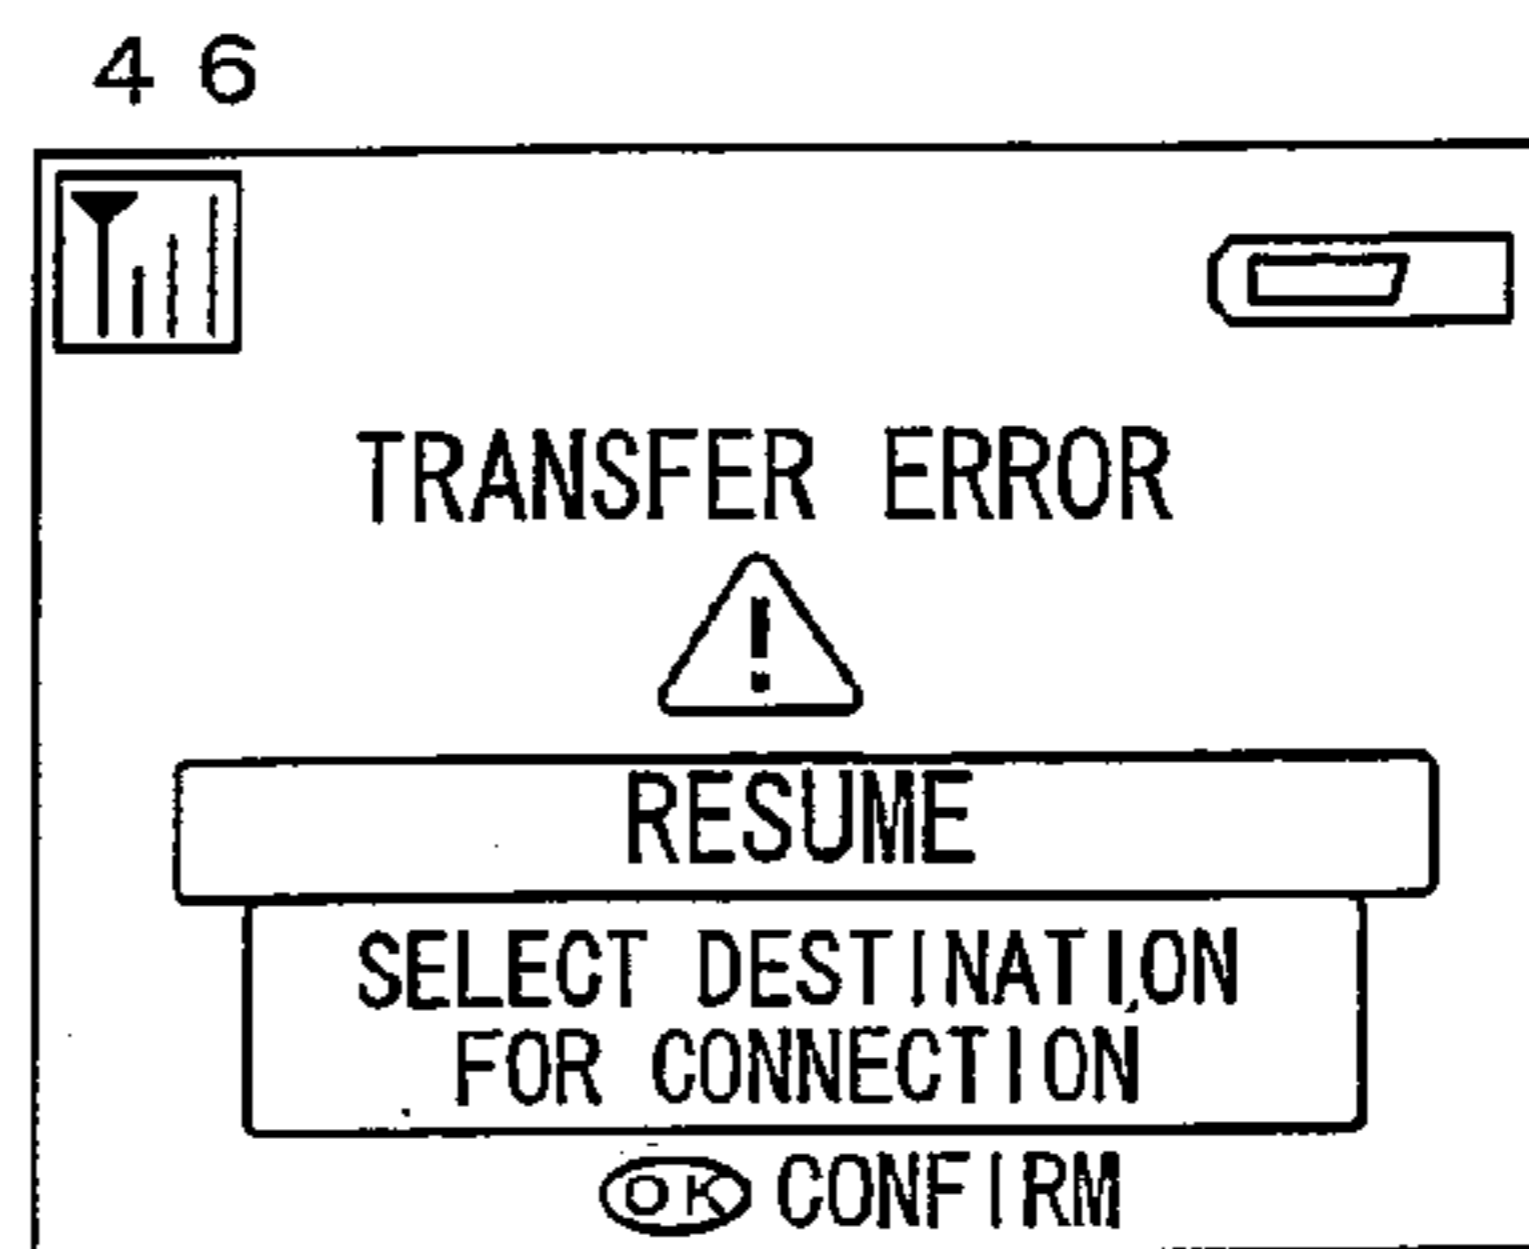 46
TRANSFER ERROR
!
RESUME
SELECT DESTINATION
FOR CONNECTION
OK CONFIRM